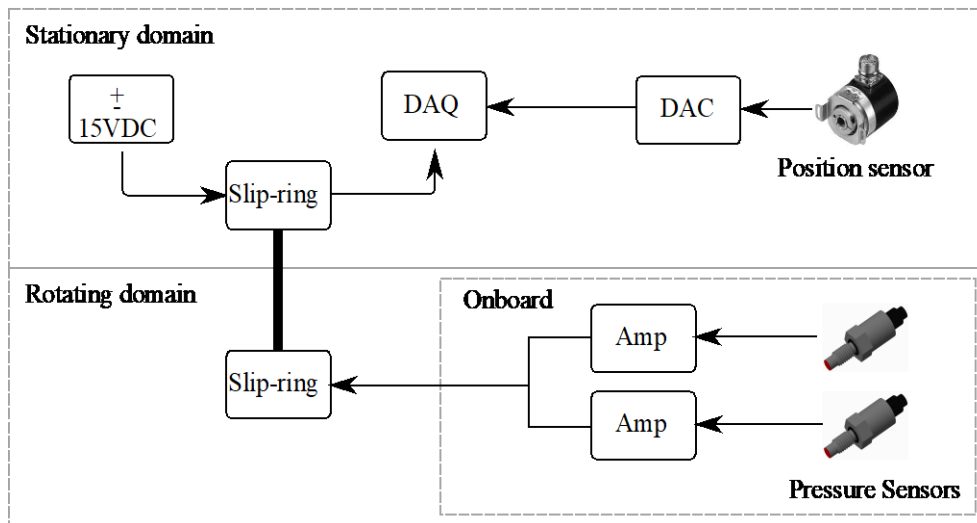 Stationary domain
+
-
15VDC
DAQ
DAC
Position sensor
Slip-ring
Rotating domain
Onboard
Amp
Slip-ring
Amp
Pressure Sensors